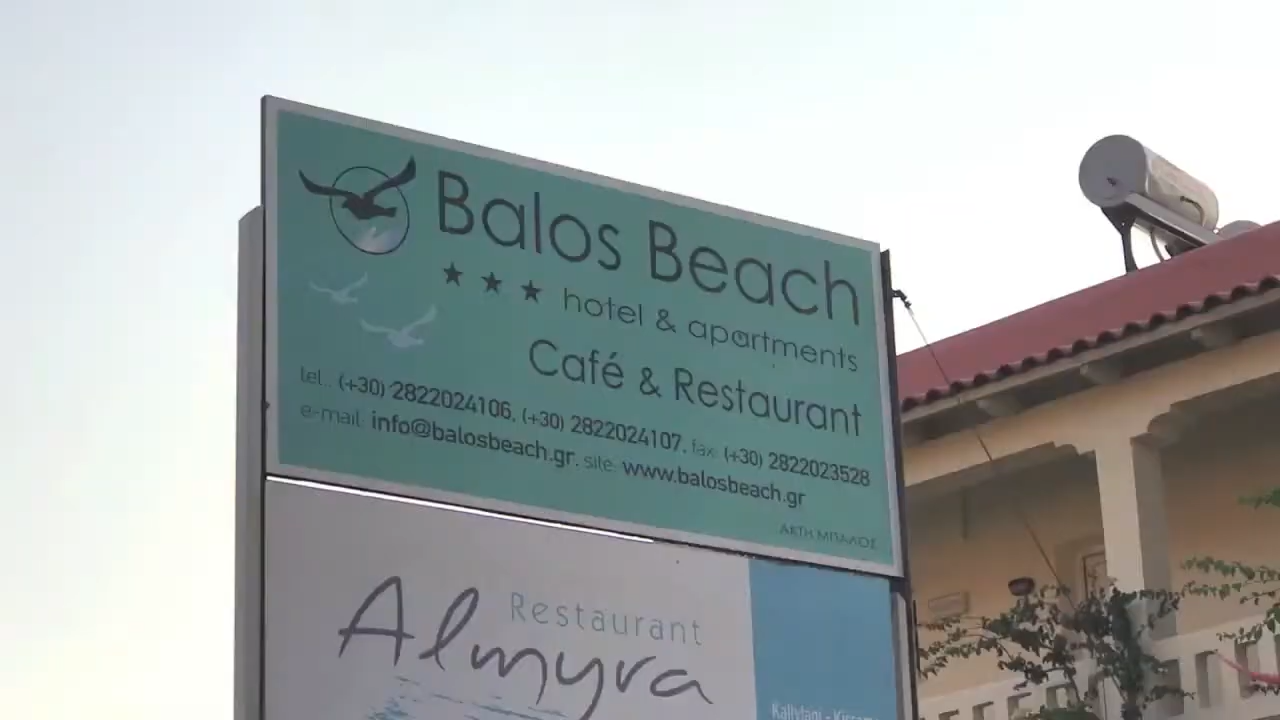 Balos Beach
★ ★ ★ hotel & apartments
Café & Restaurant
tel.: (+30) 2822024106, (+30) 2822024107, fax: (+30) 2822023528
e-mail: info@balosbeach.gr, site: www.balosbeach.gr
ΑΚΤΗ ΜΠΑΛΟΣ
Restaurant
Almyra